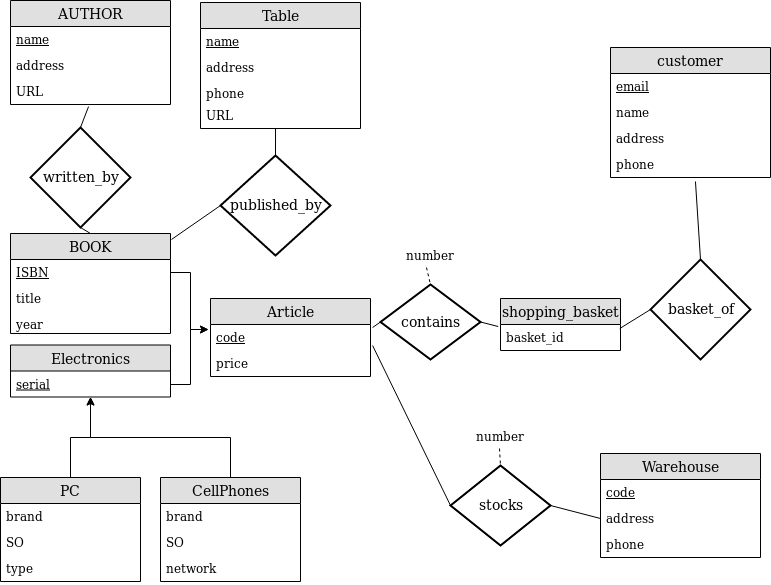 AUTHOR
name
address
URL
Table
name
address
phone
URL
customer
email
name
address
phone
written_by
published_by
BOOK
ISBN
title
year
number
Article
code
price
contains
shopping_basket
basket_id
basket_of
Electronics
serial
number
stocks
Warehouse
code
address
phone
PC
brand
SO
type
CellPhones
brand
SO
network